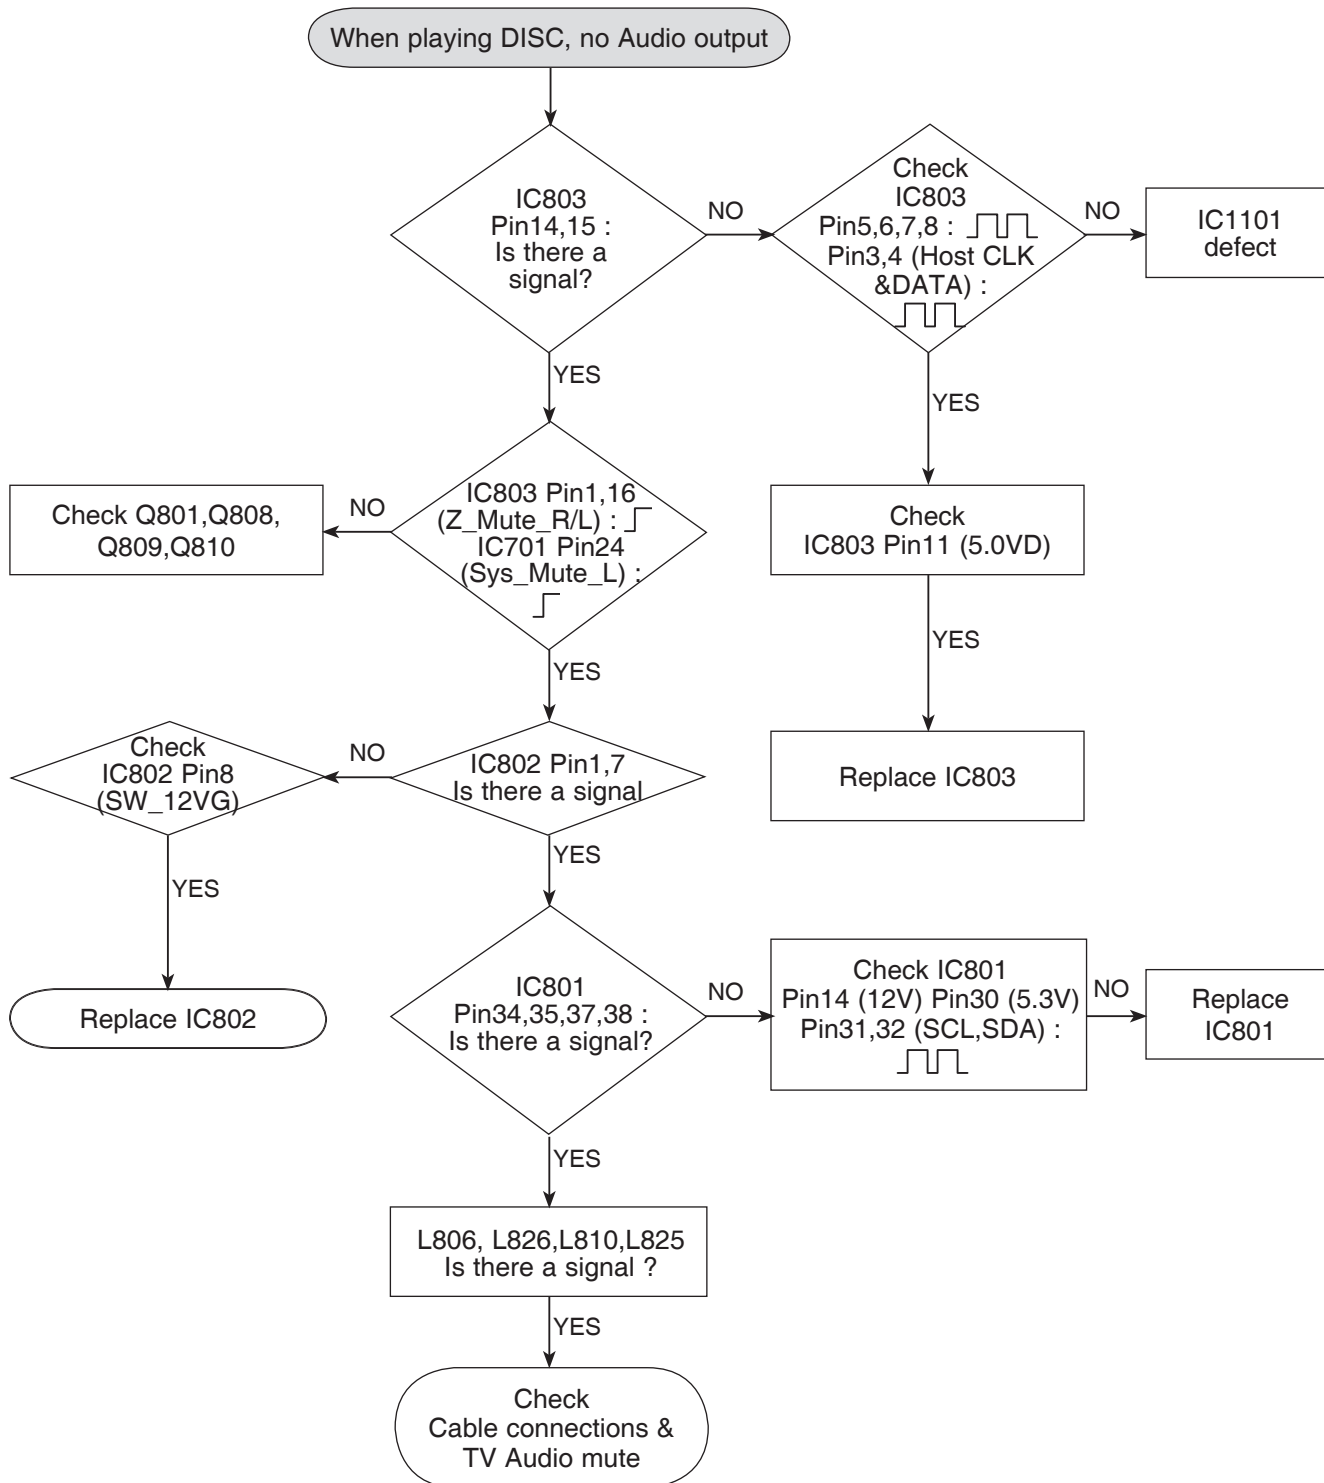 When playing DISC, no Audio output
IC803
Pin14,15 :
Is there a
signal?
NO
Check
IC803
Pin5,6,7,8 :
Pin3,4 (Host CLK
&DATA) :
NO
IC1101
defect
YES
YES
Check
IC803 Pin11 (5.0VD)
YES
Replace IC803
IC803 Pin1,16
(Z_Mute_R/L) :
IC701 Pin24
(Sys_Mute_L) :
NO
Check Q801,Q808,
Q809,Q810
YES
IC802 Pin1,7
Is there a signal
NO
Check
IC802 Pin8
(SW_12VG)
YES
Replace IC802
YES
IC801
Pin34,35,37,38 :
Is there a signal?
NO
Check IC801
Pin14 (12V) Pin30 (5.3V)
Pin31,32 (SCL,SDA) :
NO
Replace
IC801
YES
L806, L826,L810,L825
Is there a signal ?
YES
Check
Cable connections &
TV Audio mute